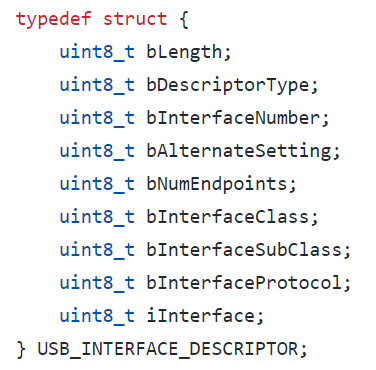 typedef struct {
    uint8_t bLength;
    uint8_t bDescriptorType;
    uint8_t bInterfaceNumber;
    uint8_t bAlternateSetting;
    uint8_t bNumEndpoints;
    uint8_t bInterfaceClass;
    uint8_t bInterfaceSubClass;
    uint8_t bInterfaceProtocol;
    uint8_t iInterface;
} USB_INTERFACE_DESCRIPTOR;